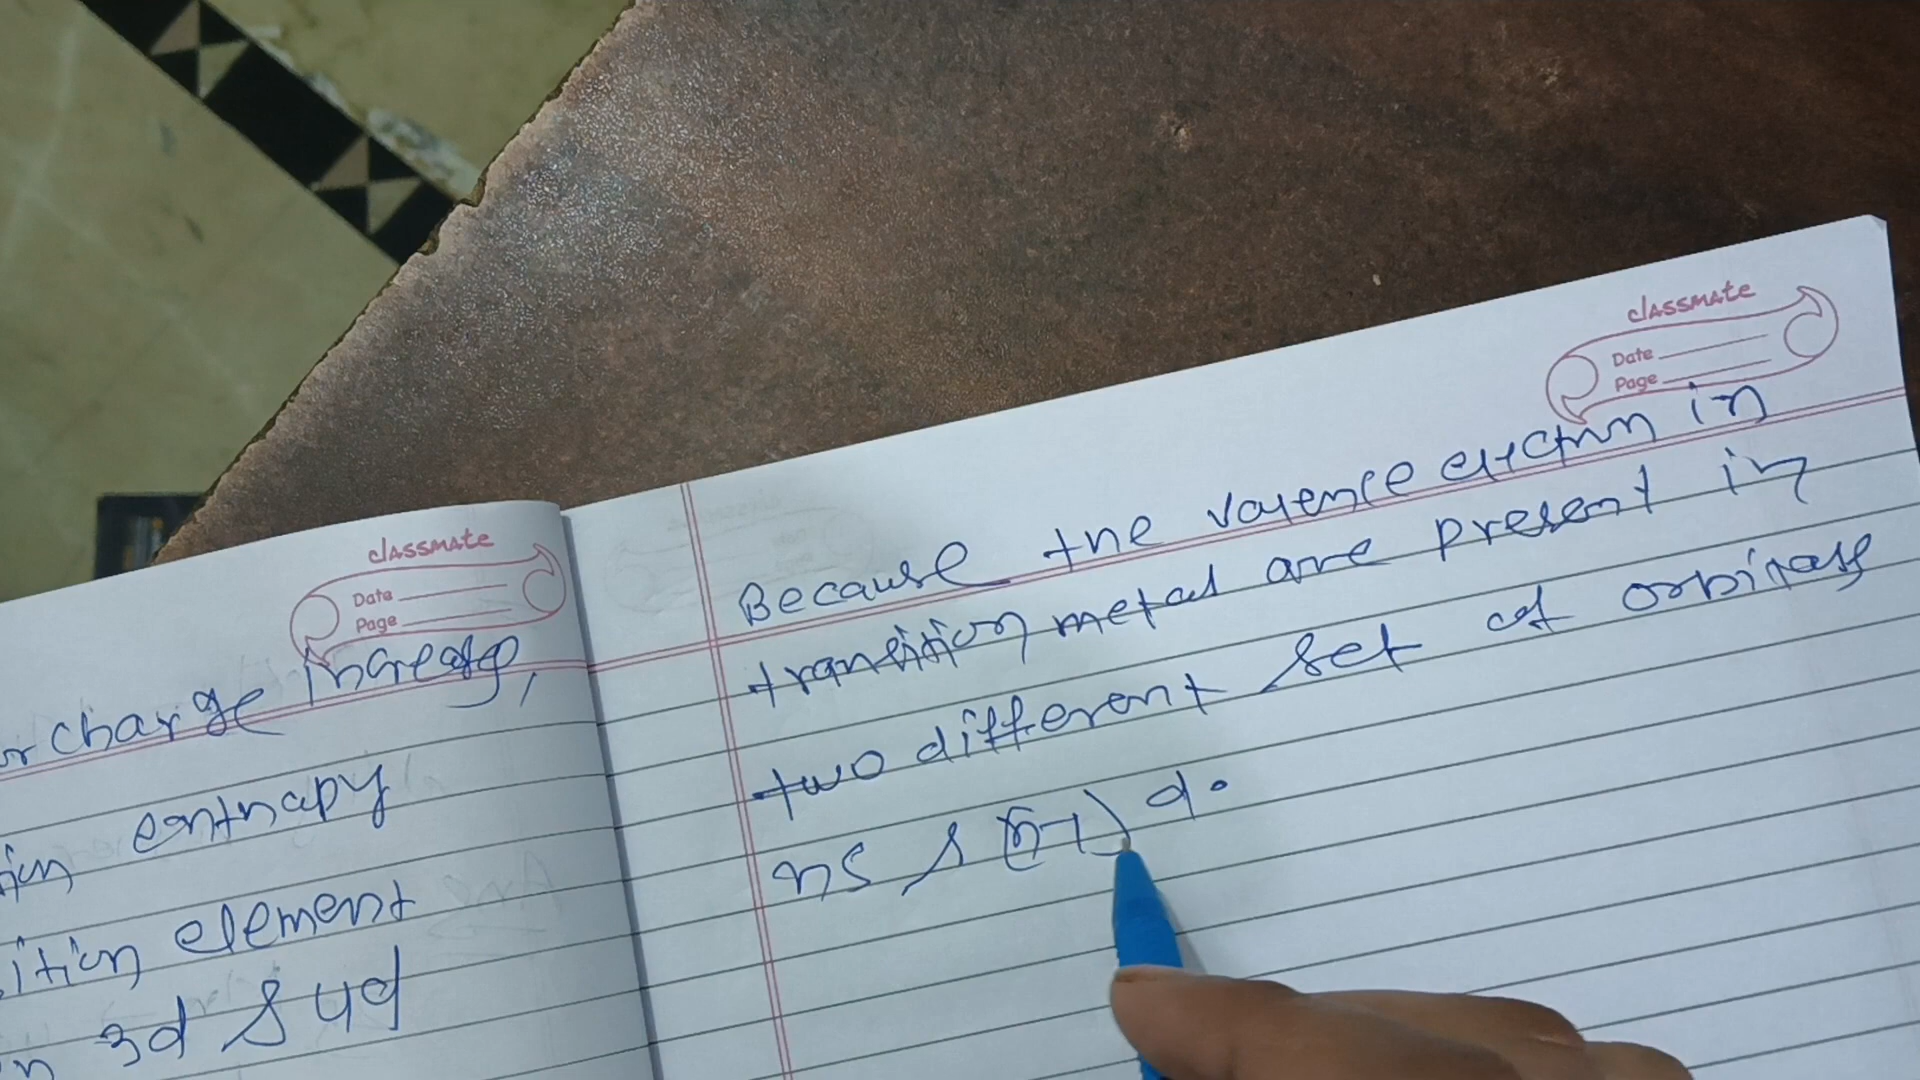 classmate
Date
Page
r charge increase,
enthapy
ition element
3d & 4d
classmate
Date
Page
Because the valence electron in
transition metal are present in
two different set of orbitals
ns & (n-1) d.